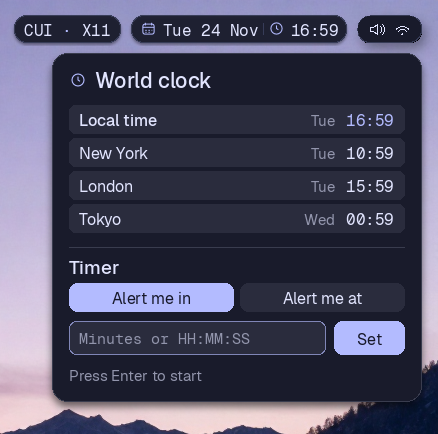 CUI · X11 Tue 24 Nov 16:59
World clock
Local time Tue 16:59
New York Tue 10:59
London Tue 15:59
Tokyo Wed 00:59
Timer
Alert me in Alert me at
Minutes or HH:MM:SS Set
Press Enter to start